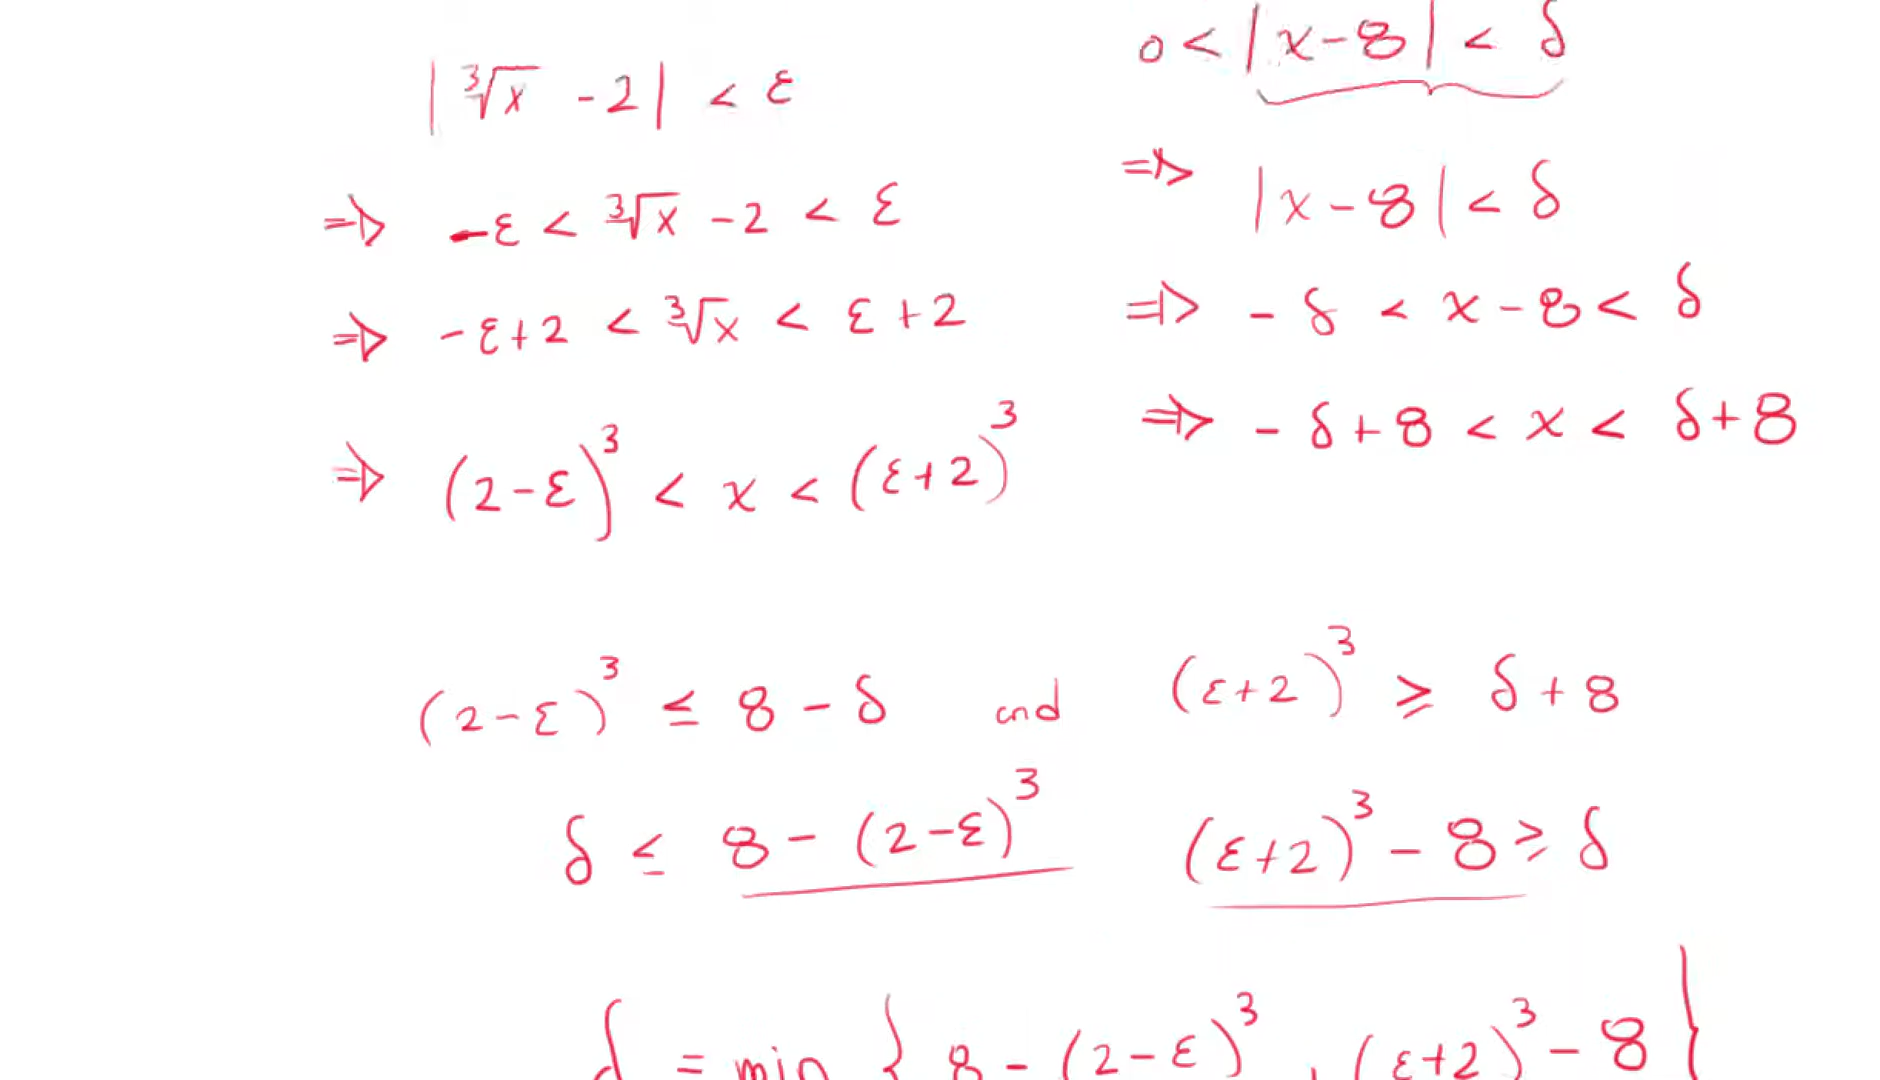 |∛x - 2| < ε
⇒ -ε < ∛x - 2 < ε
⇒ -ε+2 < ∛x < ε+2
⇒ (2-ε)³ < x < (ε+2)³
0 < |x-8| < δ
⇒ |x-8| < δ
⇒ -δ < x-8 < δ
⇒ -δ+8 < x < δ+8
(2-ε)³ ≤ 8-δ and (ε+2)³ ≥ δ+8
δ ≤ 8-(2-ε)³ (ε+2)³-8 ≥ δ
δ = min { 8-(2-ε)³, (ε+2)³-8 }